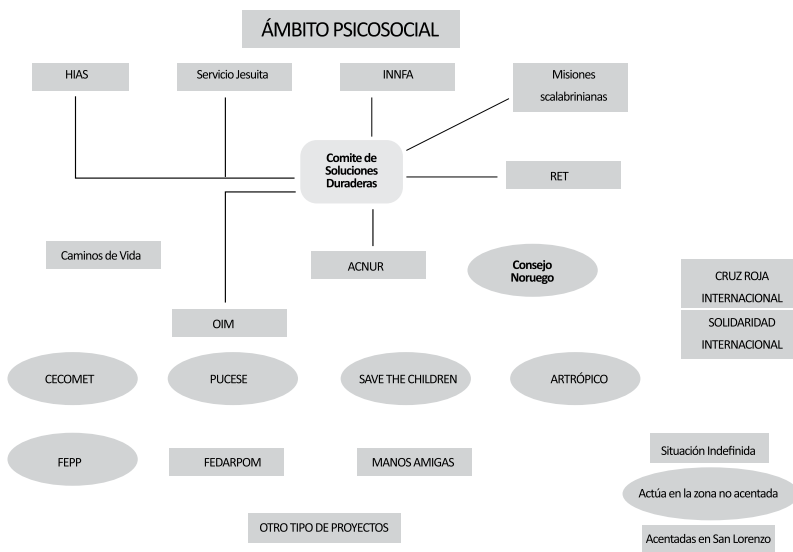 ÁMBITO PSICOSOCIAL
HIAS
Servicio Jesuita
INNFA
Misiones
scalabrinianas
Comite de
Soluciones
Duraderas
RET
Caminos de Vida
ACNUR
Consejo
Noruego
CRUZ ROJA
INTERNACIONAL
SOLIDARIDAD
INTERNACIONAL
OIM
CECOMET
PUCESE
SAVE THE CHILDREN
ARTRÓPICO
FEPP
FEDARPOM
MANOS AMIGAS
Situación Indefinida
Actúa en la zona no acentada
Acentadas en San Lorenzo
OTRO TIPO DE PROYECTOS